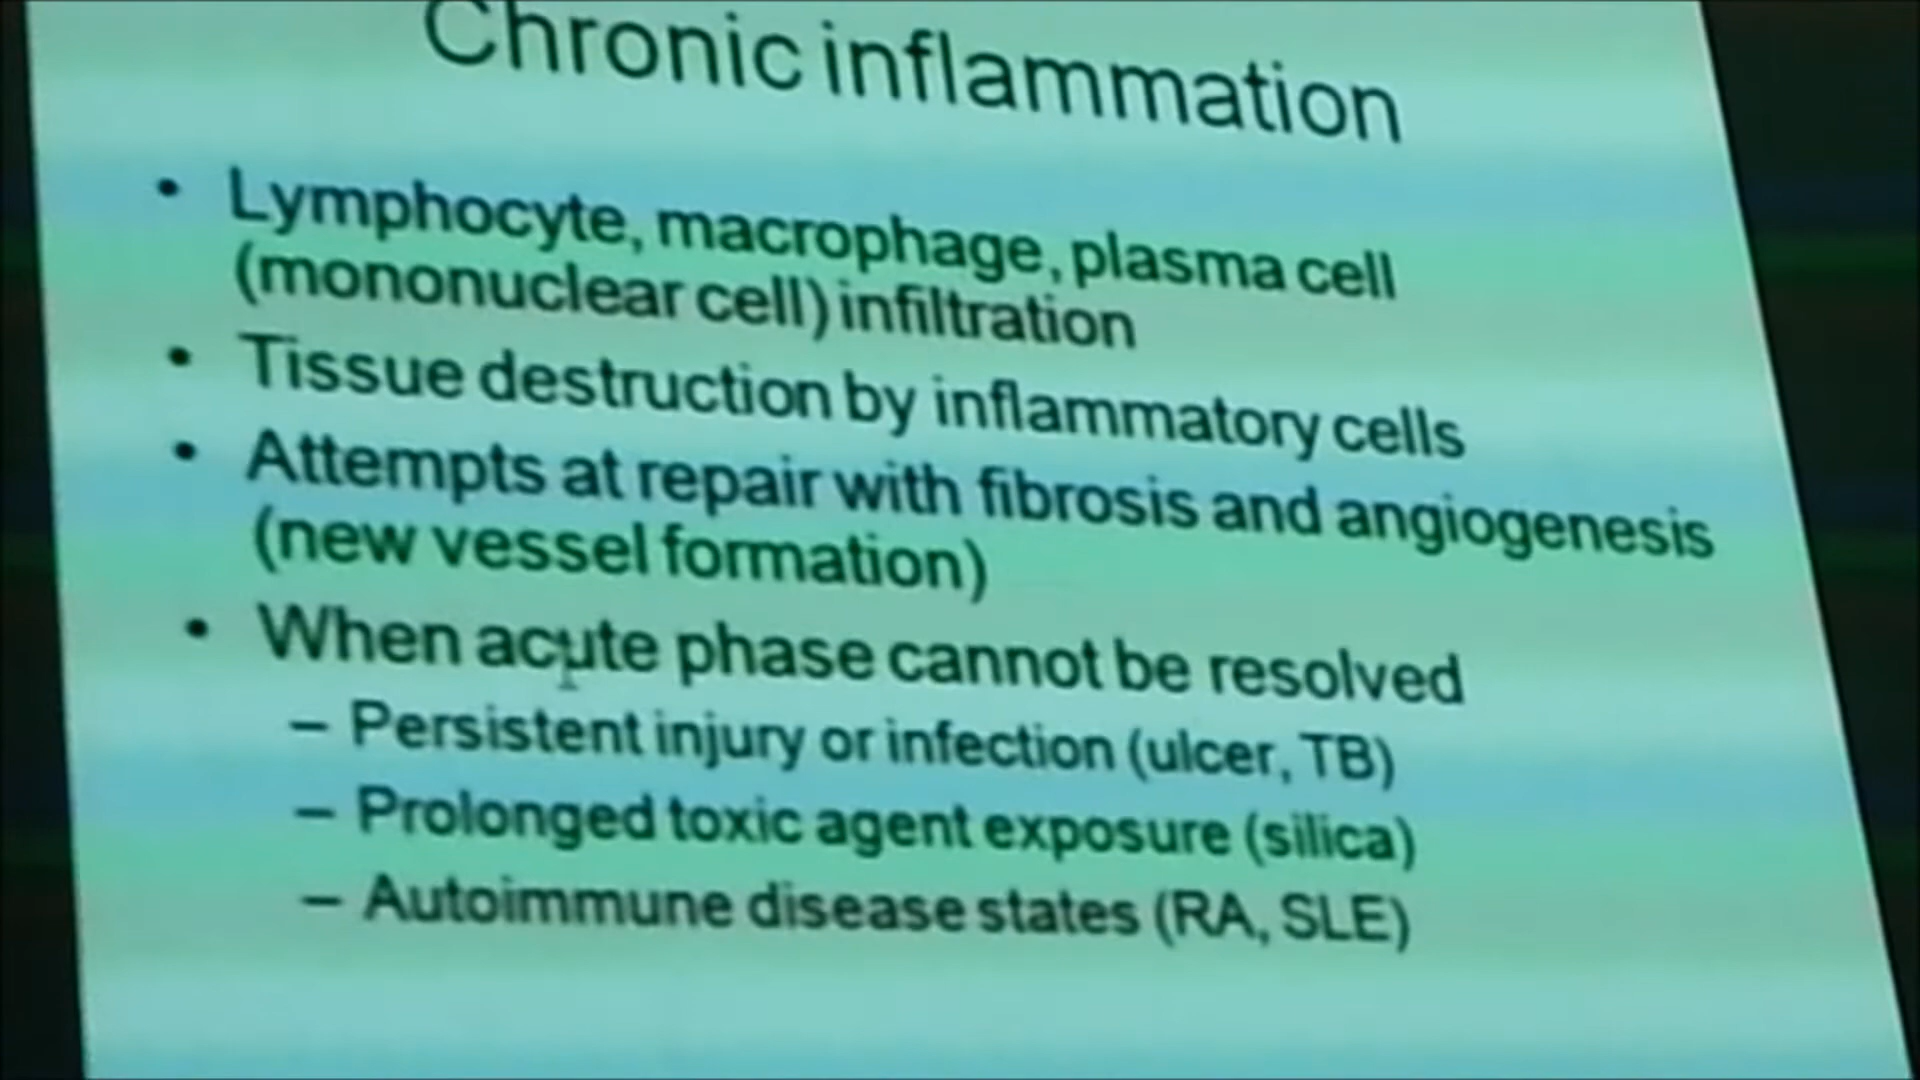 Chronic inflammation
• Lymphocyte, macrophage, plasma cell
(mononuclear cell) infiltration
• Tissue destruction by inflammatory cells
• Attempts at repair with fibrosis and angiogenesis
(new vessel formation)
• When acute phase cannot be resolved
– Persistent injury or infection (ulcer, TB)
– Prolonged toxic agent exposure (silica)
– Autoimmune disease states (RA, SLE)